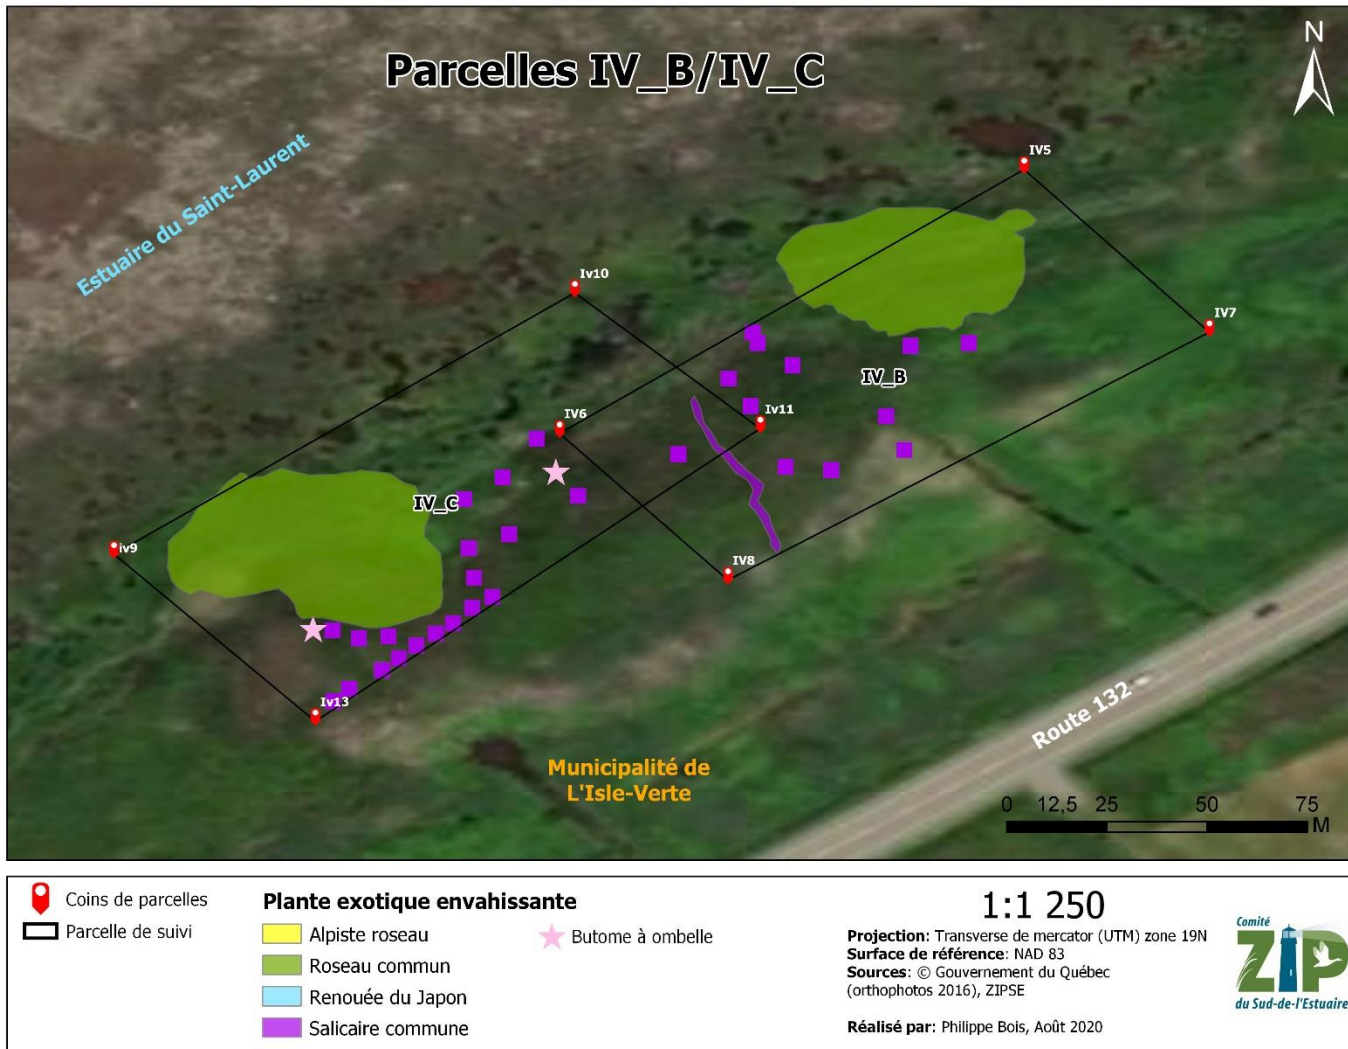 Parcelles IV_B/IV_C
N
Estuaire du Saint-Laurent
IV5
Iv10
IV7
IV_B
IV6
Iv11
IV_C
iv9
IV8
Iv13
Route 132
Municipalité de
L'Isle-Verte
0 12,5 25 50 75
M
Coins de parcelles
Parcelle de suivi
Plante exotique envahissante
Alpiste roseau
Roseau commun
Renouée du Japon
Salicaire commune
Butome à ombelle
1:1 250
Projection: Transverse de mercator (UTM) zone 19N
Surface de référence: NAD 83
Sources: © Gouvernement du Québec
(orthophotos 2016), ZIPSE
Réalisé par: Philippe Bois, Août 2020
Comité
ZIP
du Sud-de-l'Estuaire